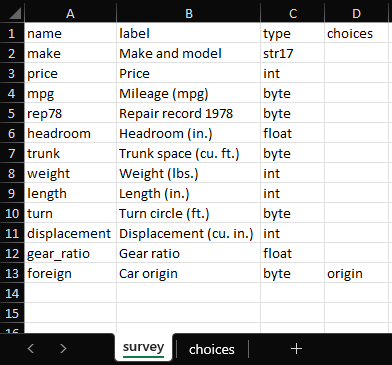 A B C D
1 name label type choices
2 make Make and model str17
3 price Price int
4 mpg Mileage (mpg) byte
5 rep78 Repair record 1978 byte
6 headroom Headroom (in.) float
7 trunk Trunk space (cu. ft.) byte
8 weight Weight (lbs.) int
9 length Length (in.) int
10 turn Turn circle (ft.) byte
11 displacement Displacement (cu. in.) int
12 gear_ratio Gear ratio float
13 foreign Car origin byte origin
14
15
16
survey choices +